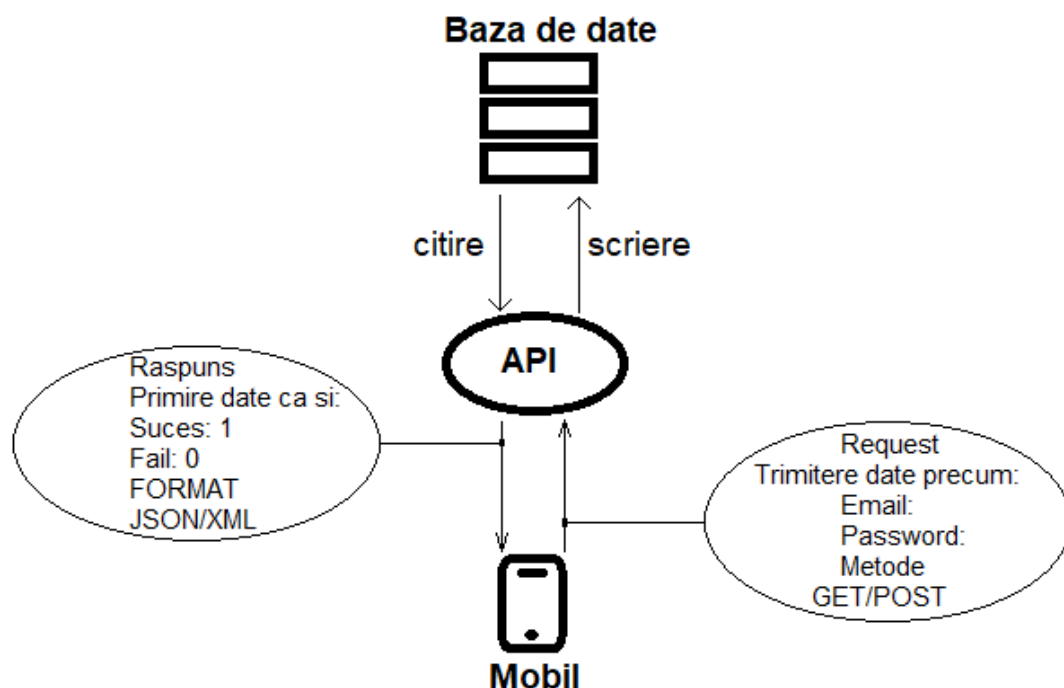 Baza de date
citire
scriere
API
Raspuns
Primire date ca si:
Suces: 1
Fail: 0
FORMAT
JSON/XML
Request
Trimitere date precum:
Email:
Password:
Metode
GET/POST
Mobil